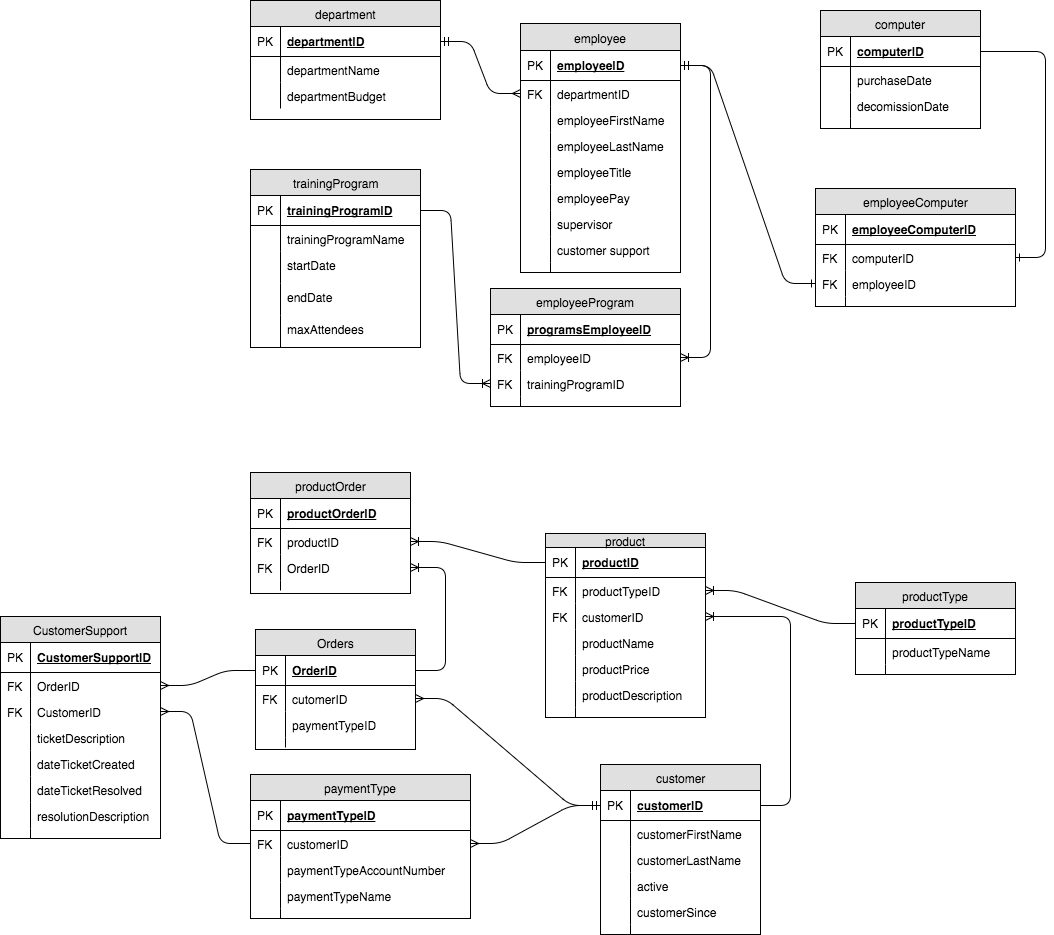 department
PK departmentID
departmentName
departmentBudget
employee
PK employeeID
FK departmentID
employeeFirstName
employeeLastName
employeeTitle
employeePay
supervisor
customer support
computer
PK computerID
purchaseDate
decomissionDate
trainingProgram
PK trainingProgramID
trainingProgramName
startDate
endDate
maxAttendees
employeeComputer
PK employeeComputerID
FK computerID
FK employeeID
employeeProgram
PK programsEmployeeID
FK employeeID
FK trainingProgramID
productOrder
PK productOrderID
FK productID
FK OrderID
product
PK productID
FK productTypeID
FK customerID
productName
productPrice
productDescription
productType
PK productTypeID
productTypeName
CustomerSupport
PK CustomerSupportID
FK OrderID
FK CustomerID
ticketDescription
dateTicketCreated
dateTicketResolved
resolutionDescription
Orders
PK OrderID
FK cutomerID
paymentTypeID
paymentType
PK paymentTypeID
FK customerID
paymentTypeAccountNumber
paymentTypeName
customer
PK customerID
customerFirstName
customerLastName
active
customerSince